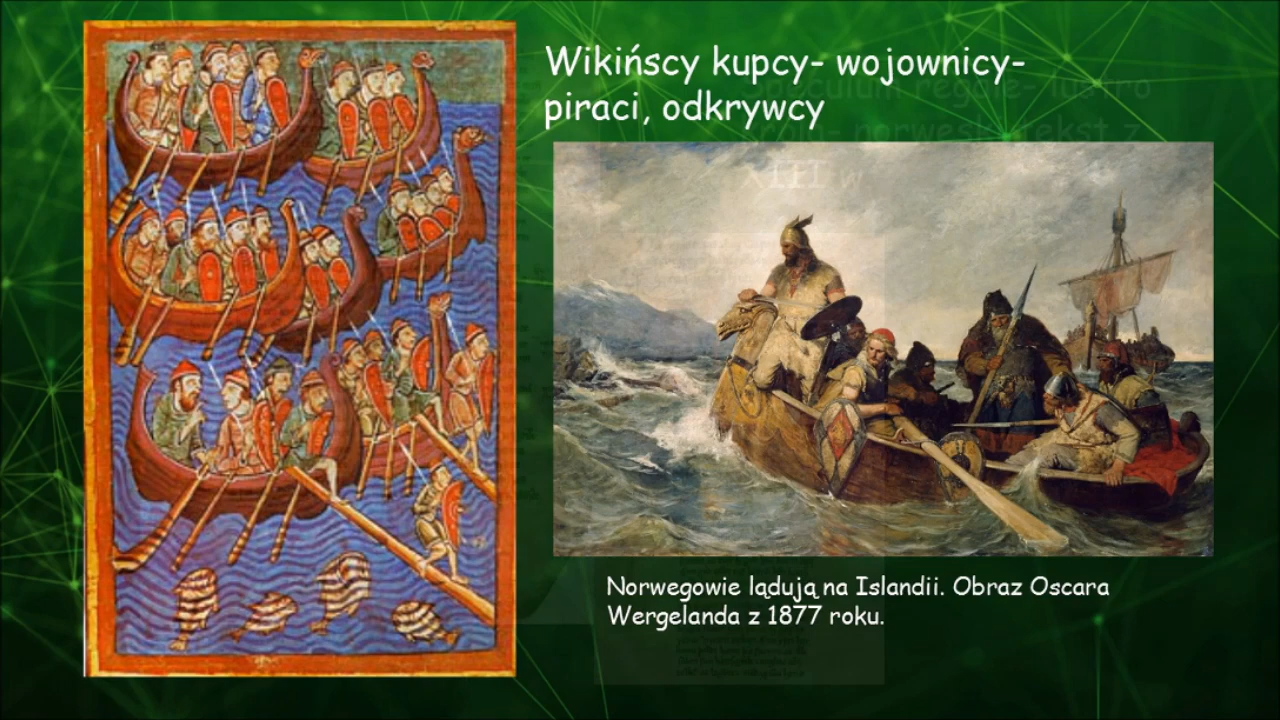 Wikińscy kupcy- wojownicy-
piraci, odkrywcy
Norwegowie lądują na Islandii. Obraz Oscara
Wergelanda z 1877 roku.